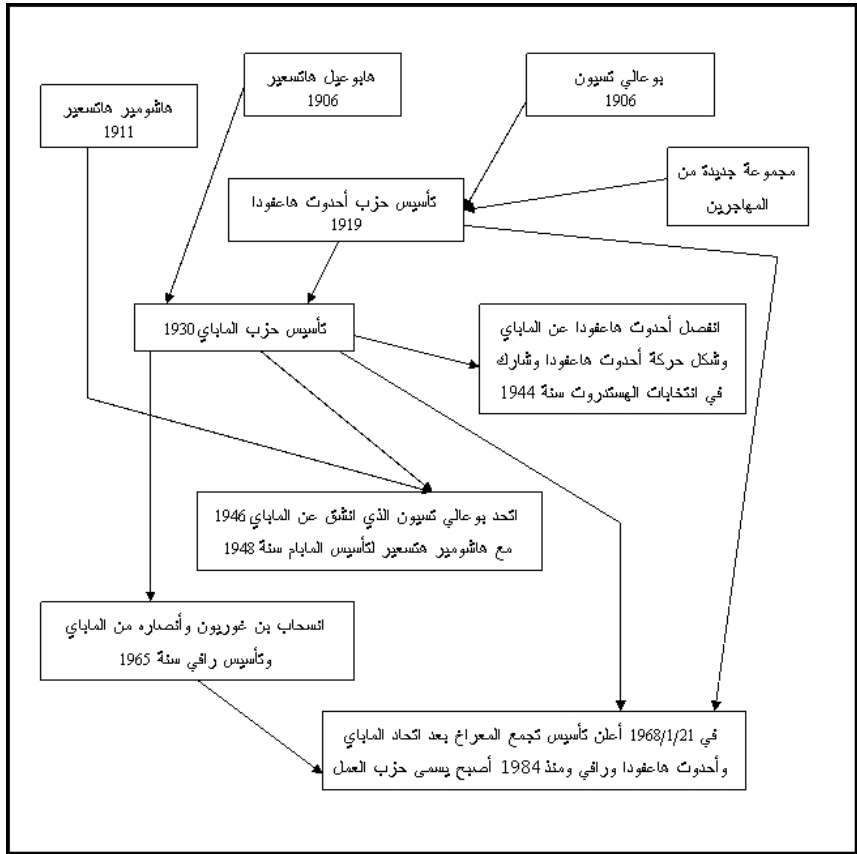 بوعالي تسيون
1906
هابوعيل هاتسعير
1906
هاشومير هاتسعير
1911
مجموعة جديدة من
المهاجرين
تأسيس حزب أحدوت هاعفودا
1919
تأسيس حزب الماباي 1930
انفصل أحدوت هاعفودا عن الماباي
وشكل حركة أحدوت هاعفودا وشارك
في انتخابات الهستدروت سنة 1944
اتحد بوعالي تسيون الذي انشق عن الماباي 1946
مع هاشومير هتسعير لتأسيس المابام سنة 1948
انسحاب بن غوريون وأنصاره من الماباي
وتأسيس رافي سنة 1965
في 1968/1/21 أعلن تأسيس تجمع المعراخ بعد اتحاد الماباي
وأحدوت هاعفودا ورافي ومنذ 1984 أصبح يسمى حزب العمل